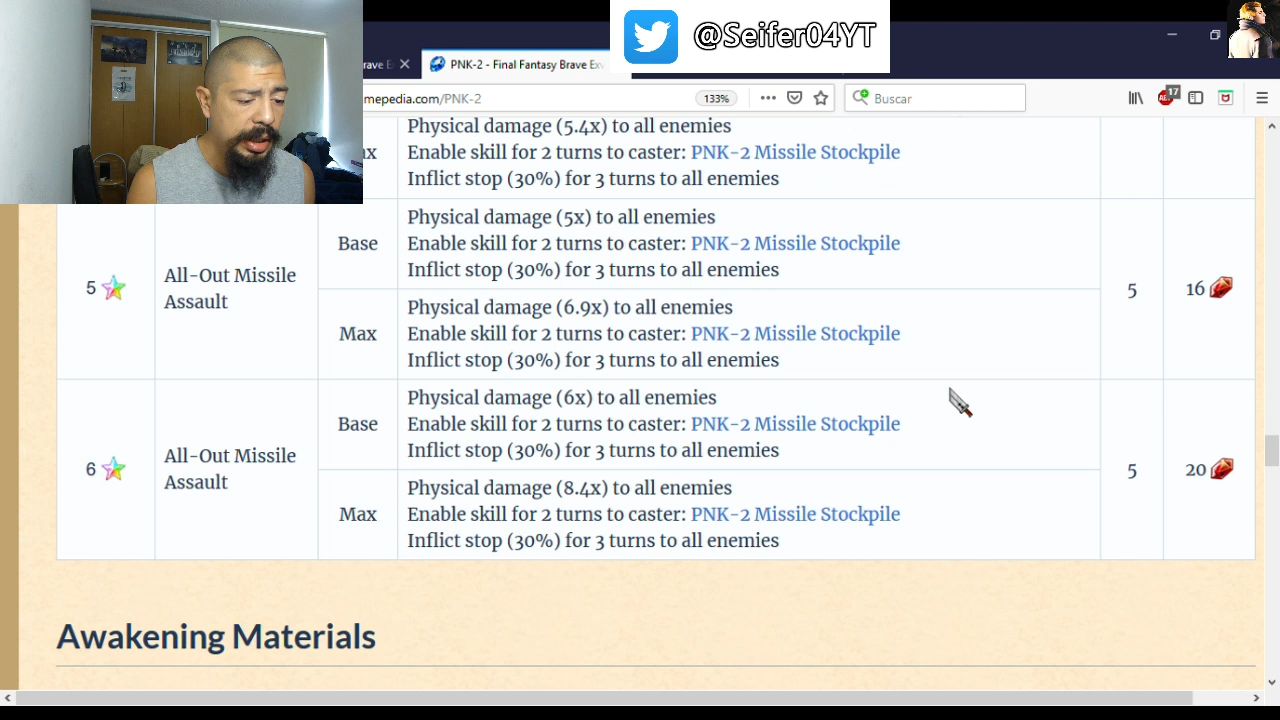 @Seifer04YT
PNK-2 - Final Fantasy Brave Exv
mepedia.com/PNK-2
133%
Buscar
17
Physical damage (5.4x) to all enemies
Enable skill for 2 turns to caster: PNK-2 Missile Stockpile
Inflict stop (30%) for 3 turns to all enemies
5
All-Out Missile
Assault
Base
Physical damage (5x) to all enemies
Enable skill for 2 turns to caster: PNK-2 Missile Stockpile
Inflict stop (30%) for 3 turns to all enemies
Max
Physical damage (6.9x) to all enemies
Enable skill for 2 turns to caster: PNK-2 Missile Stockpile
Inflict stop (30%) for 3 turns to all enemies
5
16
6
All-Out Missile
Assault
Base
Physical damage (6x) to all enemies
Enable skill for 2 turns to caster: PNK-2 Missile Stockpile
Inflict stop (30%) for 3 turns to all enemies
Max
Physical damage (8.4x) to all enemies
Enable skill for 2 turns to caster: PNK-2 Missile Stockpile
Inflict stop (30%) for 3 turns to all enemies
5
20
Awakening Materials